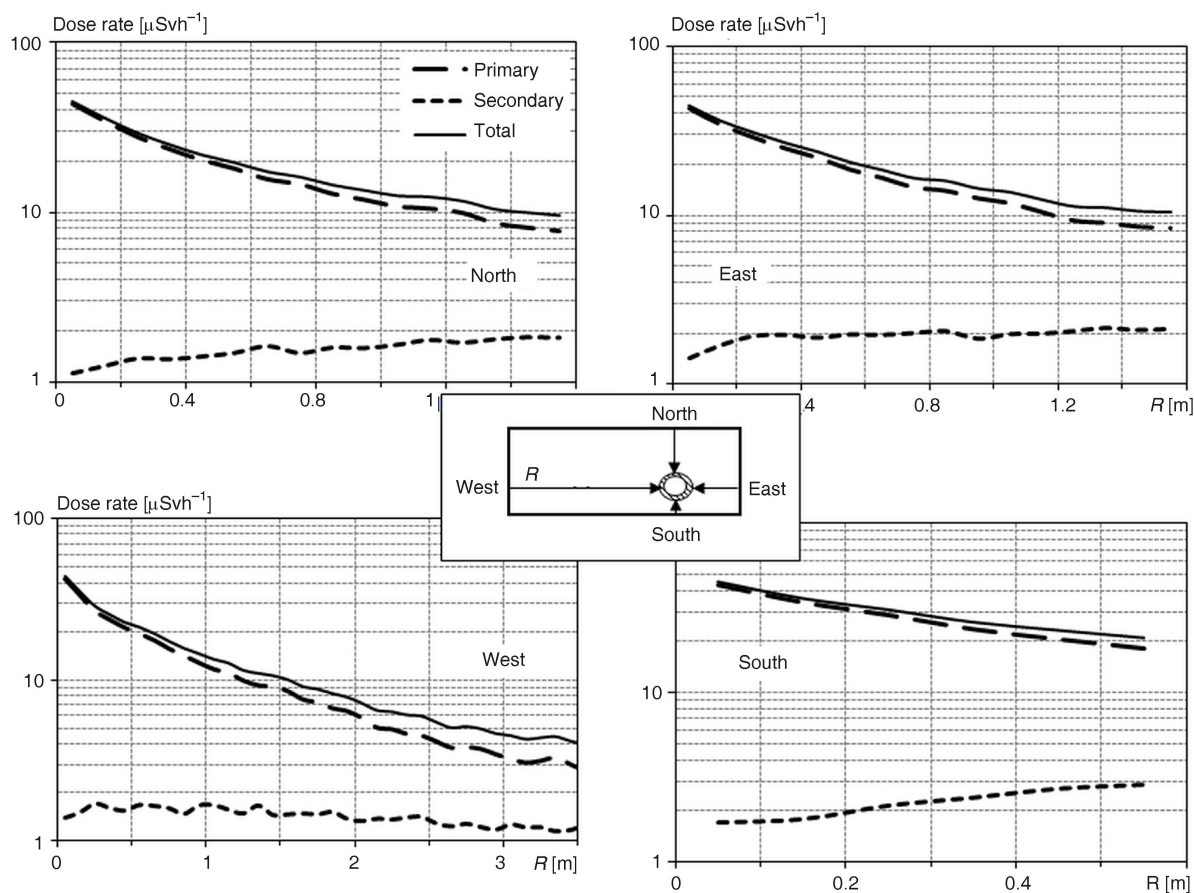 Dose rate [μSvh⁻¹]
100
10
1
Primary
Secondary
Total
North
0
0.4
0.8
1
Dose rate [μSvh⁻¹]
100
10
1
East
.4
0.8
1.2
R [m]
North
West
R
East
South
Dose rate [μSvh⁻¹]
100
10
1
West
0
1
2
3
R [m]
10
1
South
0
0.2
0.4
R [m]